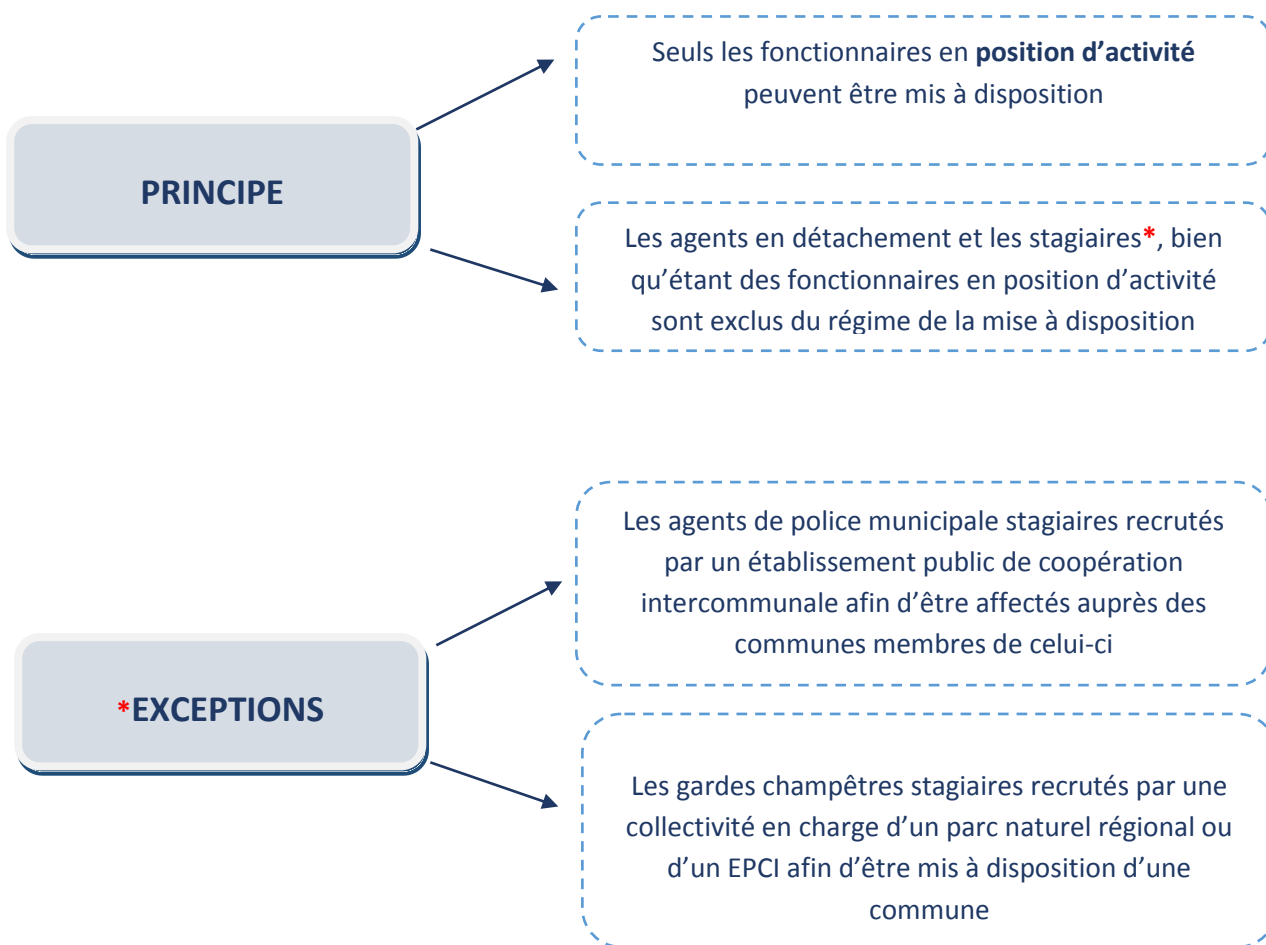 Seuls les fonctionnaires en position d’activité
peuvent être mis à disposition
PRINCIPE
Les agents en détachement et les stagiaires*, bien
qu’étant des fonctionnaires en position d’activité
sont exclus du régime de la mise à disposition
Les agents de police municipale stagiaires recrutés
par un établissement public de coopération
intercommunale afin d’être affectés auprès des
communes membres de celui-ci
*EXCEPTIONS
Les gardes champêtres stagiaires recrutés par une
collectivité en charge d’un parc naturel régional ou
d’un EPCI afin d’être mis à disposition d’une
commune